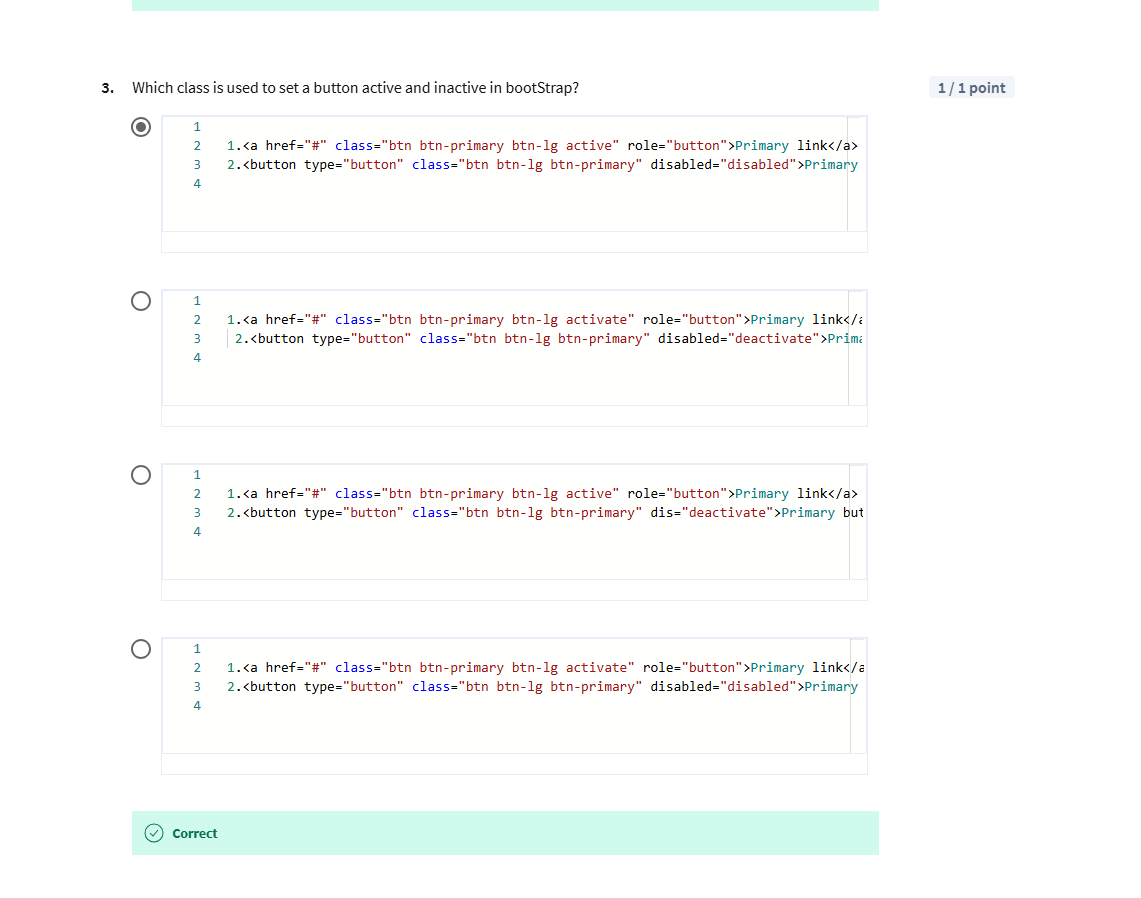 3. Which class is used to set a button active and inactive in bootStrap?
1 / 1 point
1
2 1.<a href="#" class="btn btn-primary btn-lg active" role="button">Primary link</a>
3 2.<button type="button" class="btn btn-lg btn-primary" disabled="disabled">Primary
4
1
2 1.<a href="#" class="btn btn-primary btn-lg activate" role="button">Primary link</a
3 2.<button type="button" class="btn btn-lg btn-primary" disabled="deactivate">Prima
4
1
2 1.<a href="#" class="btn btn-primary btn-lg active" role="button">Primary link</a>
3 2.<button type="button" class="btn btn-lg btn-primary" dis="deactivate">Primary but
4
1
2 1.<a href="#" class="btn btn-primary btn-lg activate" role="button">Primary link</a
3 2.<button type="button" class="btn btn-lg btn-primary" disabled="disabled">Primary
4
Correct